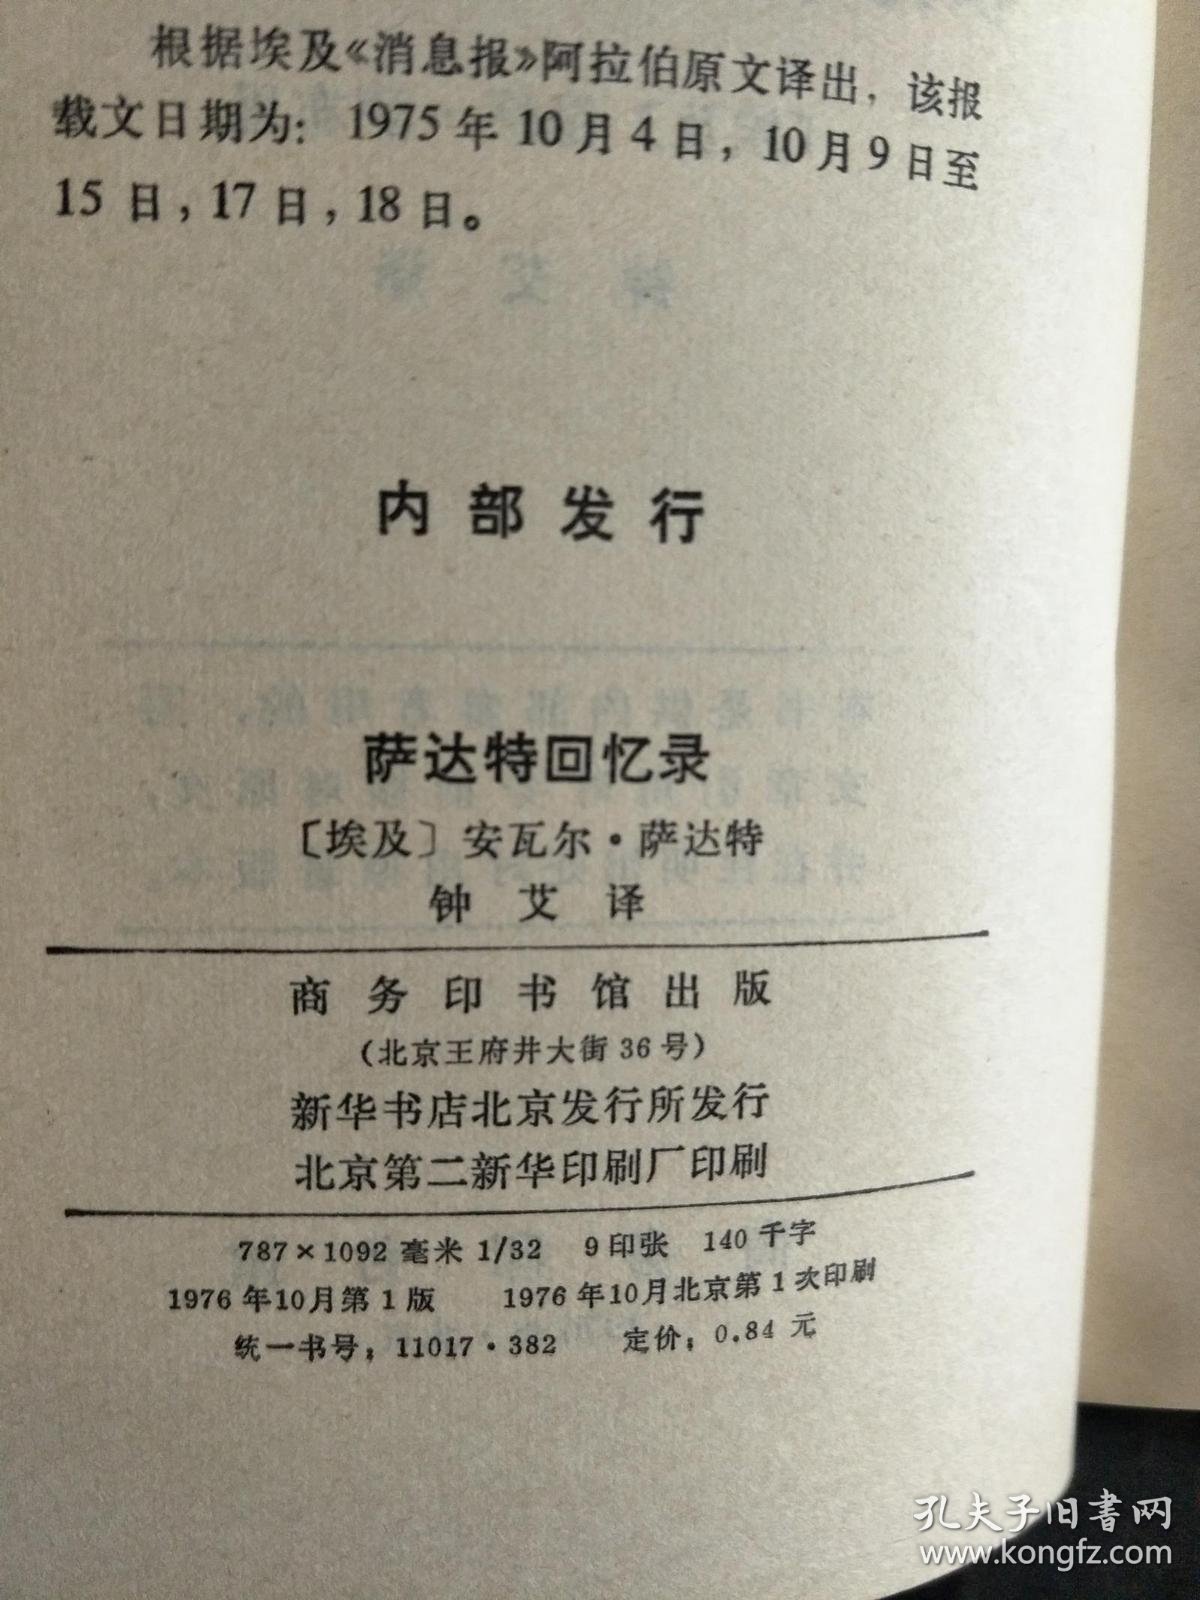 根据埃及《消息报》阿拉伯原文译出，该报
载文日期为：1975年10月4日，10月9日至
15日，17日，18日。
内部发行
萨达特回忆录
〔埃及〕安瓦尔·萨达特
钟艾译
商务印书馆出版
（北京王府井大街36号）
新华书店北京发行所发行
北京第二新华印刷厂印刷
787×1092毫米1/32 9印张 140千字
1976年10月第1版 1976年10月北京第1次印刷
统一书号：11017·382 定价：0.84元
孔夫子旧书网
www.kongfz.com